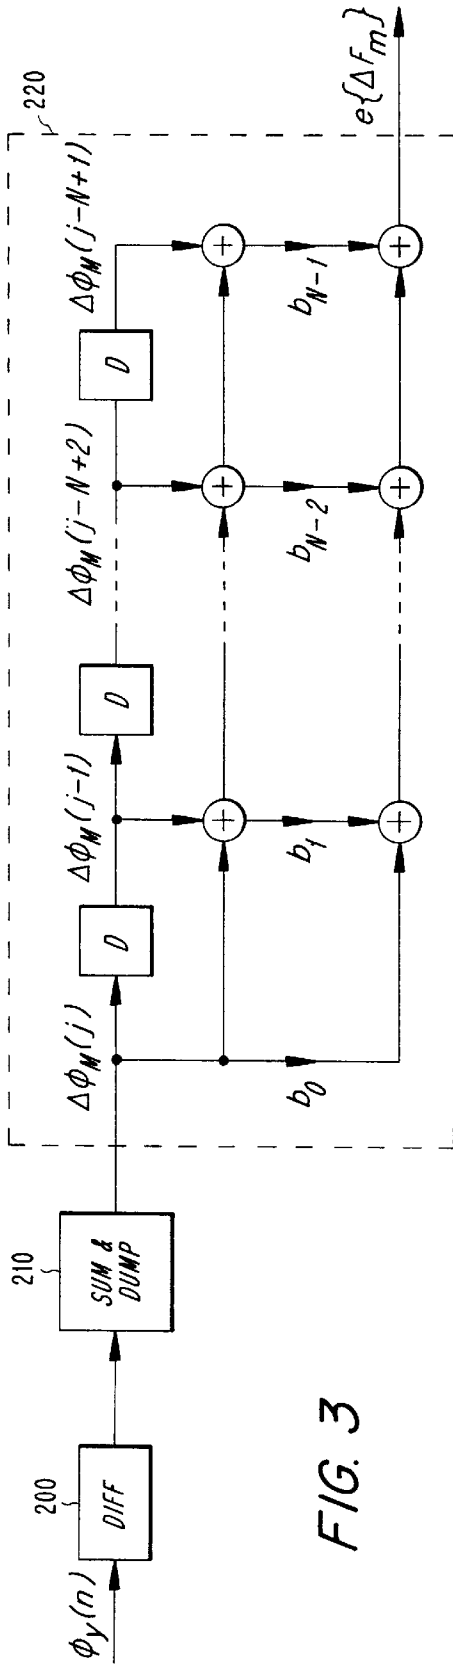 220
ΔΦ_M(j)
ΔΦ_M(j-1)
ΔΦ_M(j-N+2)
ΔΦ_M(j-N+1)
D
D
D
210
SUM &
DUMP
200
DIFF
Φ_y(n)
+
+
+
b_0
b_1
b_{N-2}
b_{N-1}
+
+
+
e{ΔF_m}
FIG. 3